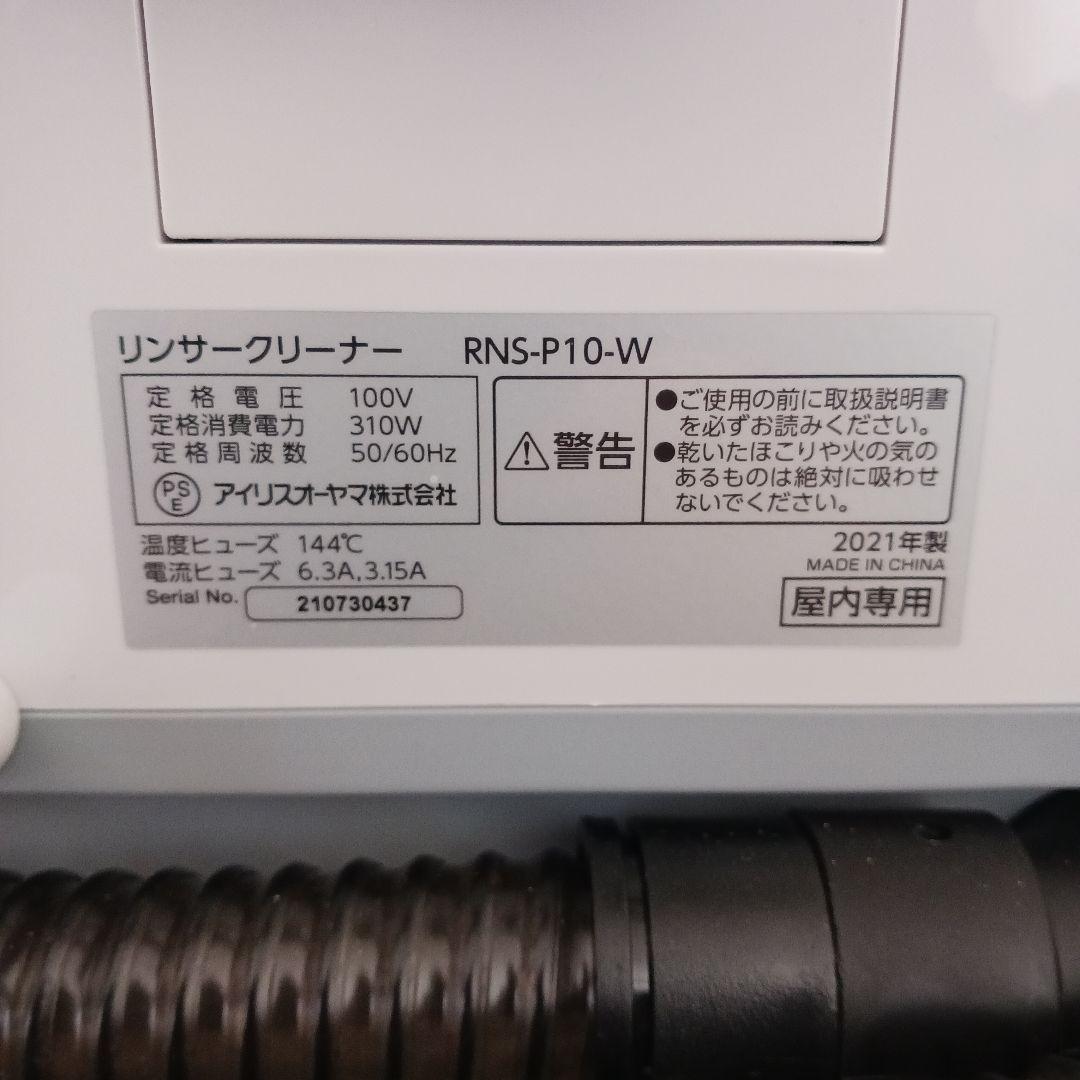 リンサークリーナー RNS-P10-W
定格電圧 100V
定格消費電力 310W
定格周波数 50/60Hz
PS
E
アイリスオーヤマ株式会社
警告
●ご使用の前に取扱説明書
を必ずお読みください。
●乾いたほこりや火の気の
あるものは絶対に吸わせ
ないでください。
温度ヒューズ 144℃
電流ヒューズ 6.3A,3.15A
Serial No. 210730437
2021年製
MADE IN CHINA
屋内専用